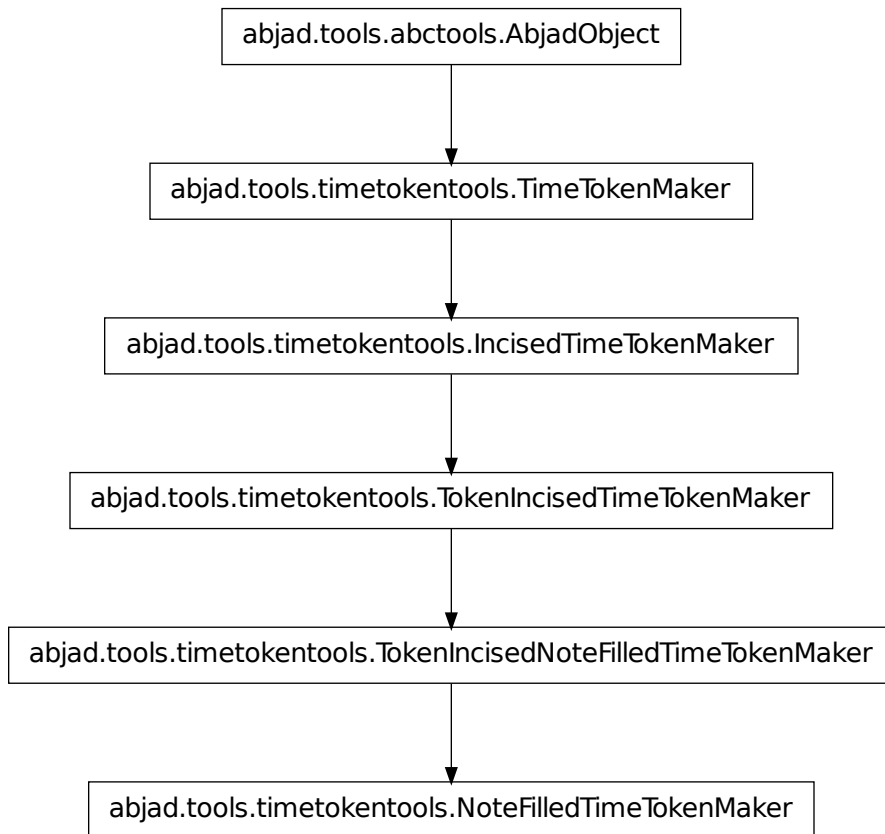 abjad.tools.abctools.AbjadObject
abjad.tools.timetokentools.TimeTokenMaker
abjad.tools.timetokentools.IncisedTimeTokenMaker
abjad.tools.timetokentools.TokenIncisedTimeTokenMaker
abjad.tools.timetokentools.TokenIncisedNoteFilledTimeTokenMaker
abjad.tools.timetokentools.NoteFilledTimeTokenMaker